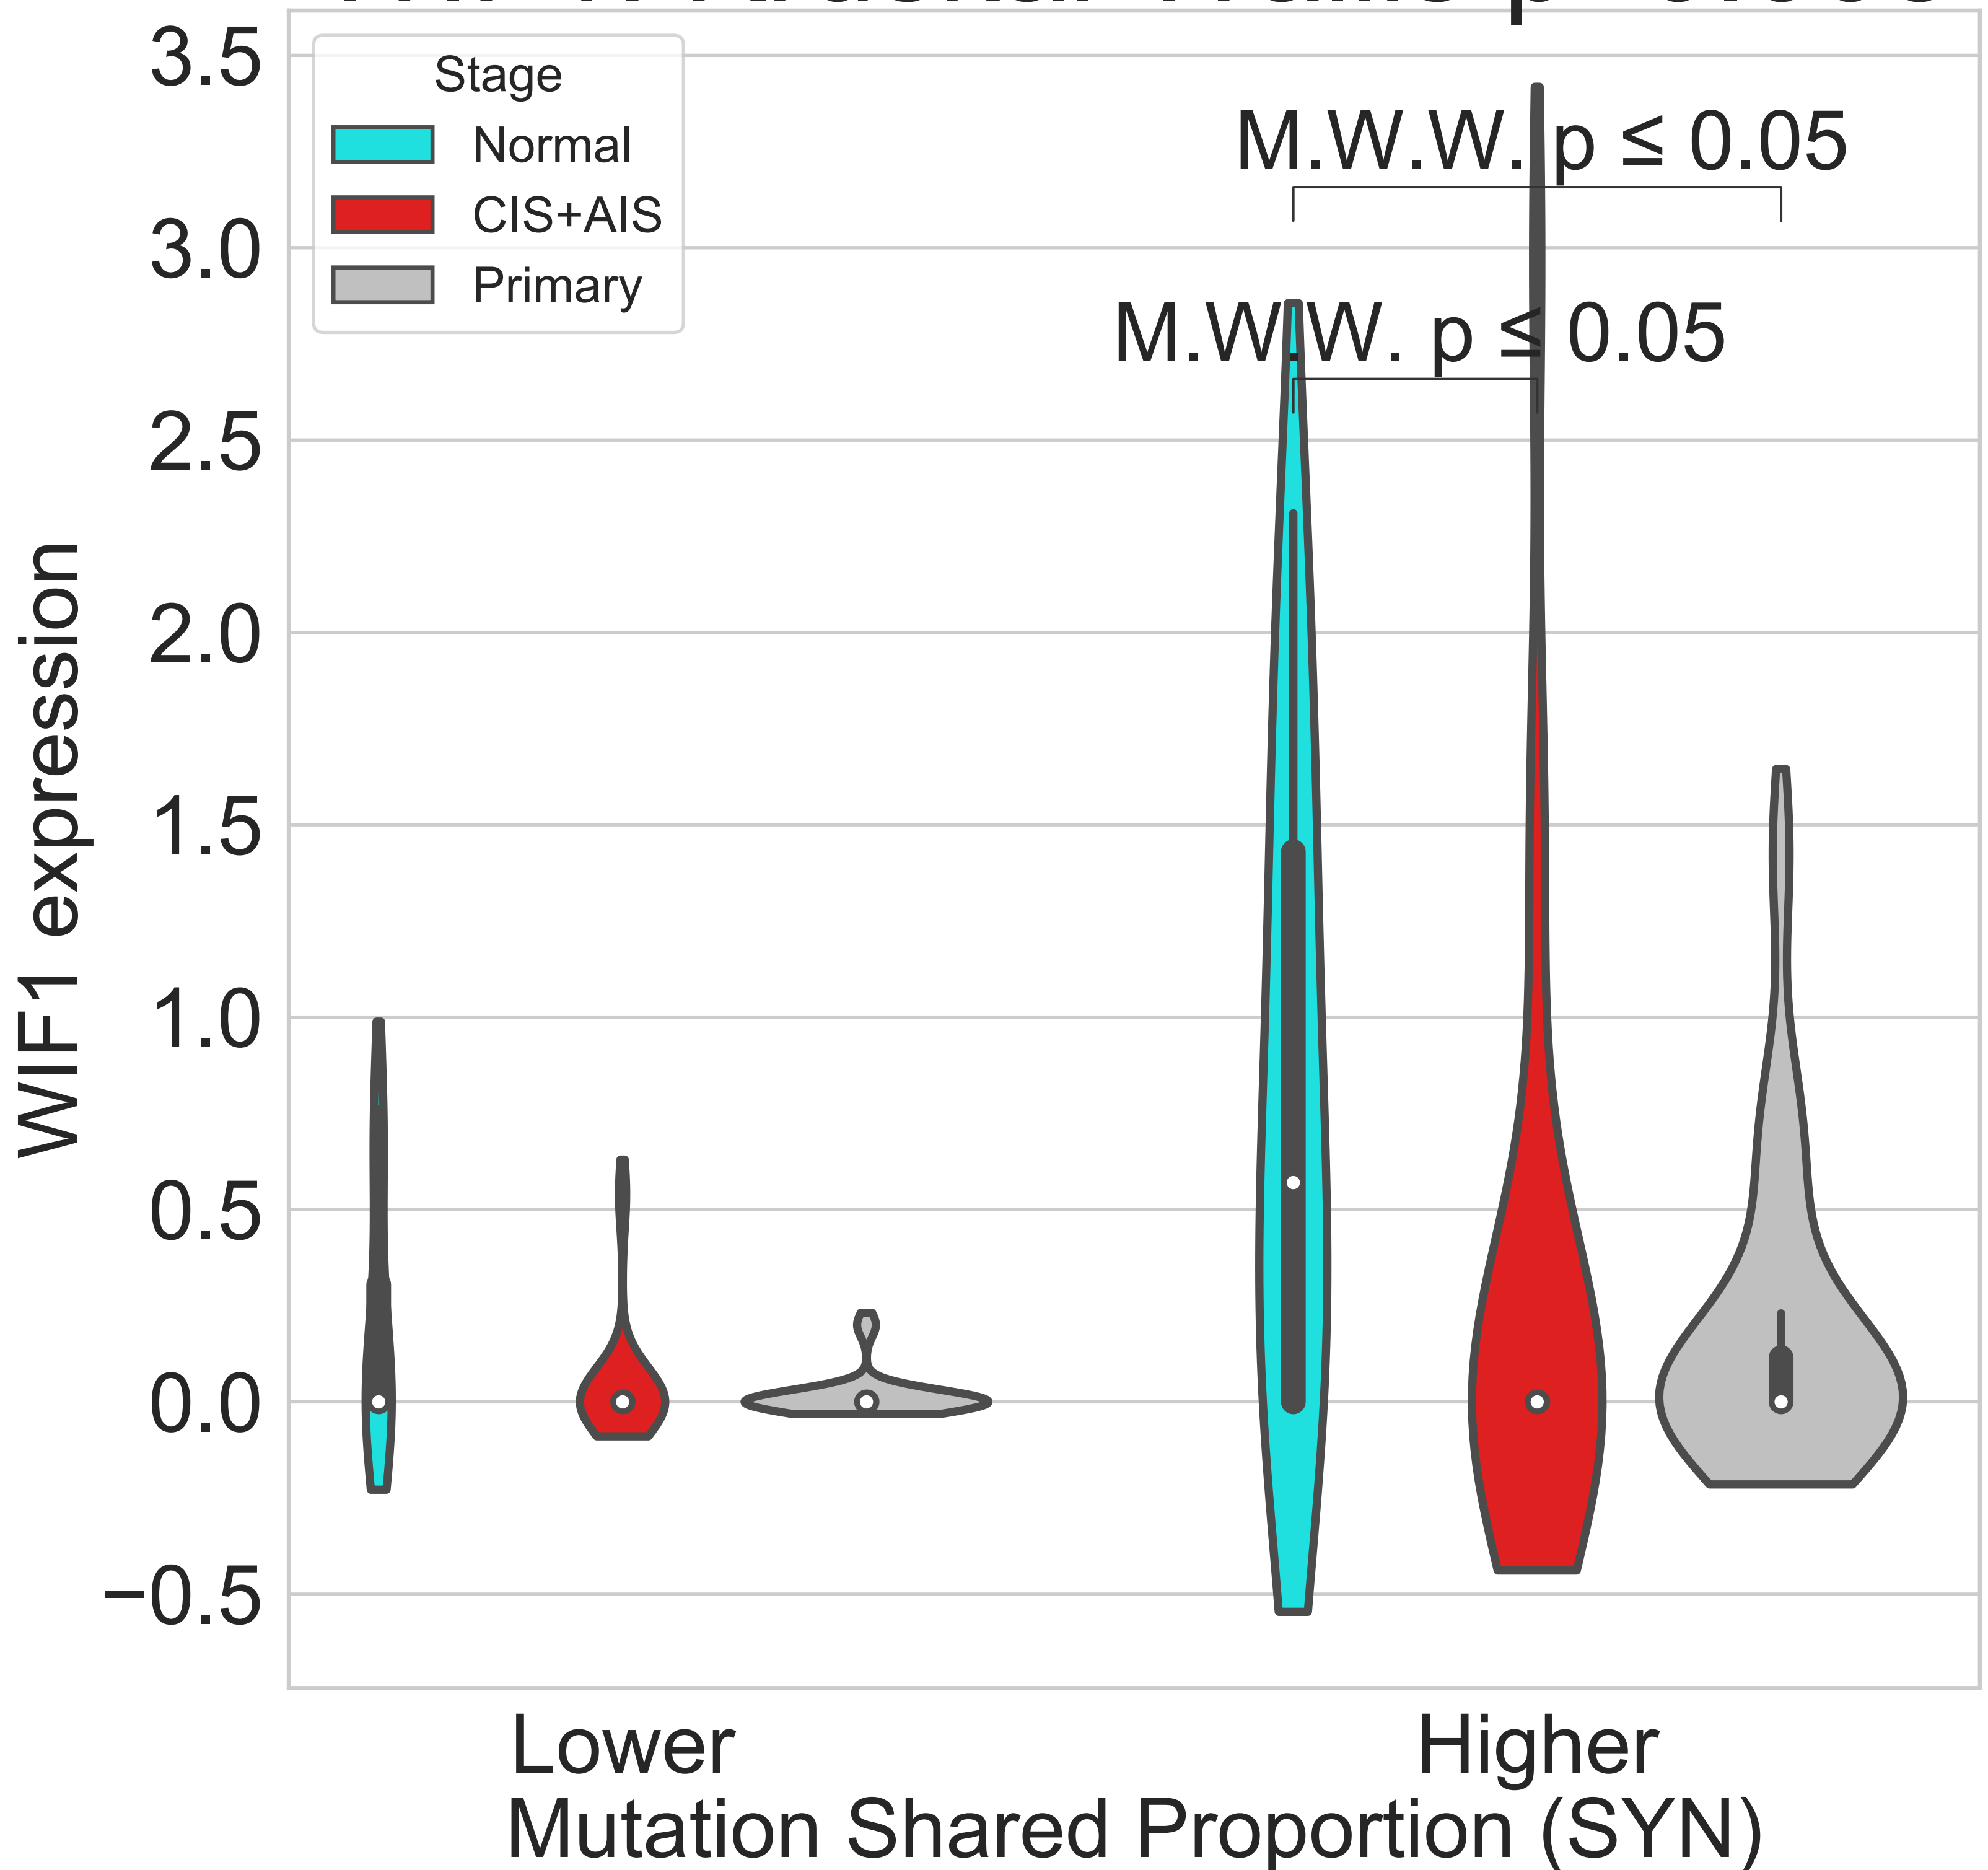 3.5
3.0
2.5
2.0
1.5
1.0
0.5
0.0
−0.5
WIF1 expression
Stage
Normal
CIS+AIS
Primary
M.W.W. p ≤ 0.05
M.W.W. p ≤ 0.05
Lower
Higher
Mutation Shared Proportion (SYN)